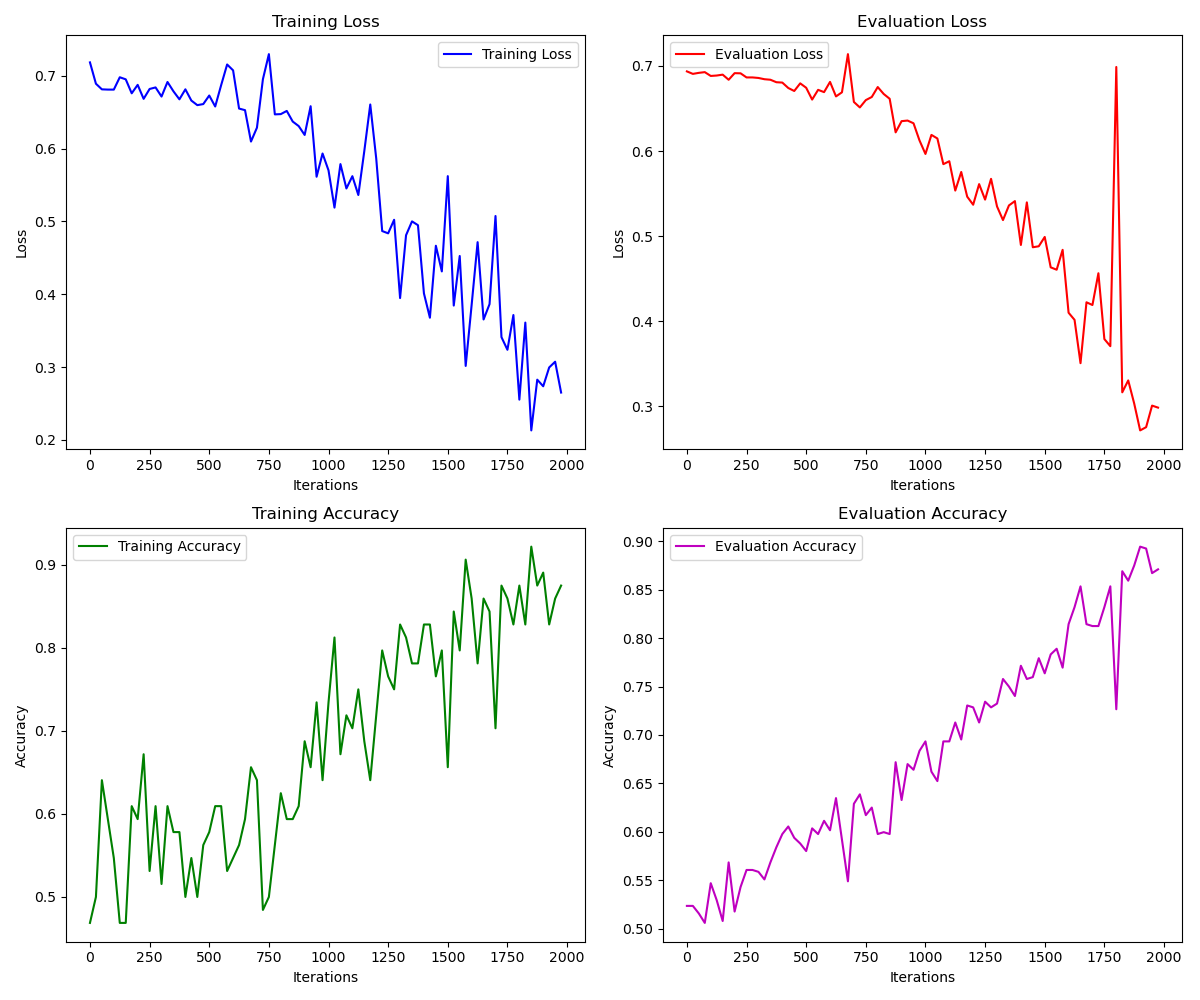 Training Loss
Training Loss
0.7
0.6
0.5
0.4
0.3
0.2
Loss
0 250 500 750 1000 1250 1500 1750 2000
Iterations
Evaluation Loss
Evaluation Loss
0.7
0.6
0.5
0.4
0.3
Loss
0 250 500 750 1000 1250 1500 1750 2000
Iterations
Training Accuracy
Training Accuracy
0.9
0.8
0.7
0.6
0.5
Accuracy
0 250 500 750 1000 1250 1500 1750 2000
Iterations
Evaluation Accuracy
Evaluation Accuracy
0.90
0.85
0.80
0.75
0.70
0.65
0.60
0.55
0.50
Accuracy
0 250 500 750 1000 1250 1500 1750 2000
Iterations